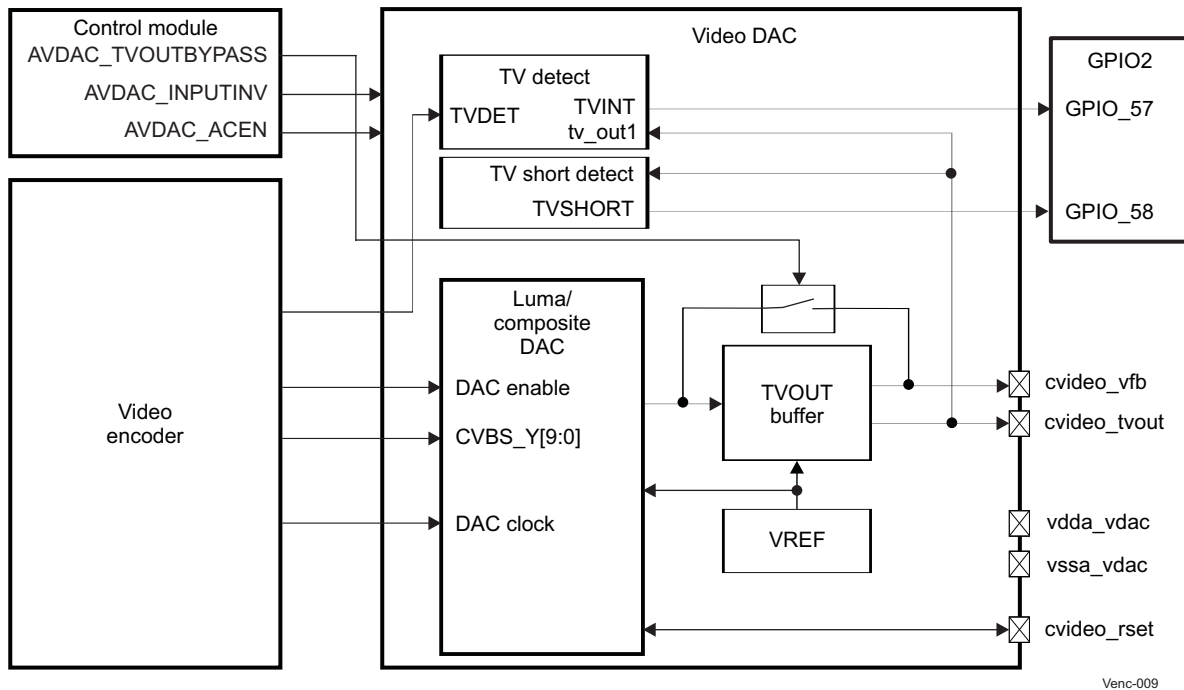 Control module
AVDAC_TVOUTBYPASS
AVDAC_INPUTINV
AVDAC_ACEN
Video DAC
TV detect
TVDET
TVINT
tv_out1
TV short detect
TVSHORT
GPIO2
GPIO_57
GPIO_58
Video
encoder
Luma/
composite
DAC
DAC enable
CVBS_Y[9:0]
DAC clock
TVOUT
buffer
VREF
cvideo_vfb
cvideo_tvout
vdda_vdac
vssa_vdac
cvideo_rset
Venc-009